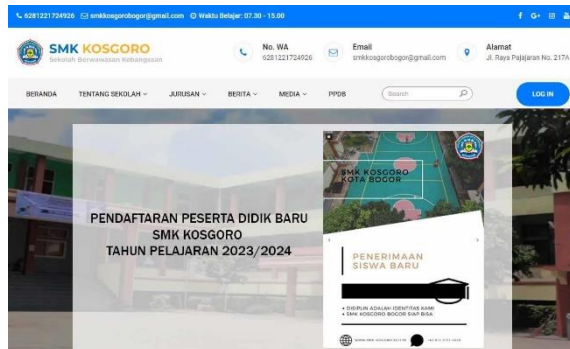 6281221724926 smkkosgorobogor@gmail.com Waktu Belajar: 07.30 - 15.00
SMK KOSGORO
Sekolah Berwawasan Kebangsaan
No. WA
6281221724926
Email
smkkosgorobogor@gmail.com
Alamat
Jl. Raya Pajajaran No. 217A
BERANDA TENTANG SEKOLAH JURUSAN BERITA MEDIA PPDB Search LOG IN
PENDAFTARAN PESERTA DIDIK BARU
SMK KOSGORO
TAHUN PELAJARAN 2023/2024
SMK KOSGORO
KOTA BOGOR
PENERIMAAN
SISWA BARU
• DISIPLIN ADALAH IDENTITAS KAMI
• SMK KOSGORO BOGOR SIAP BISA